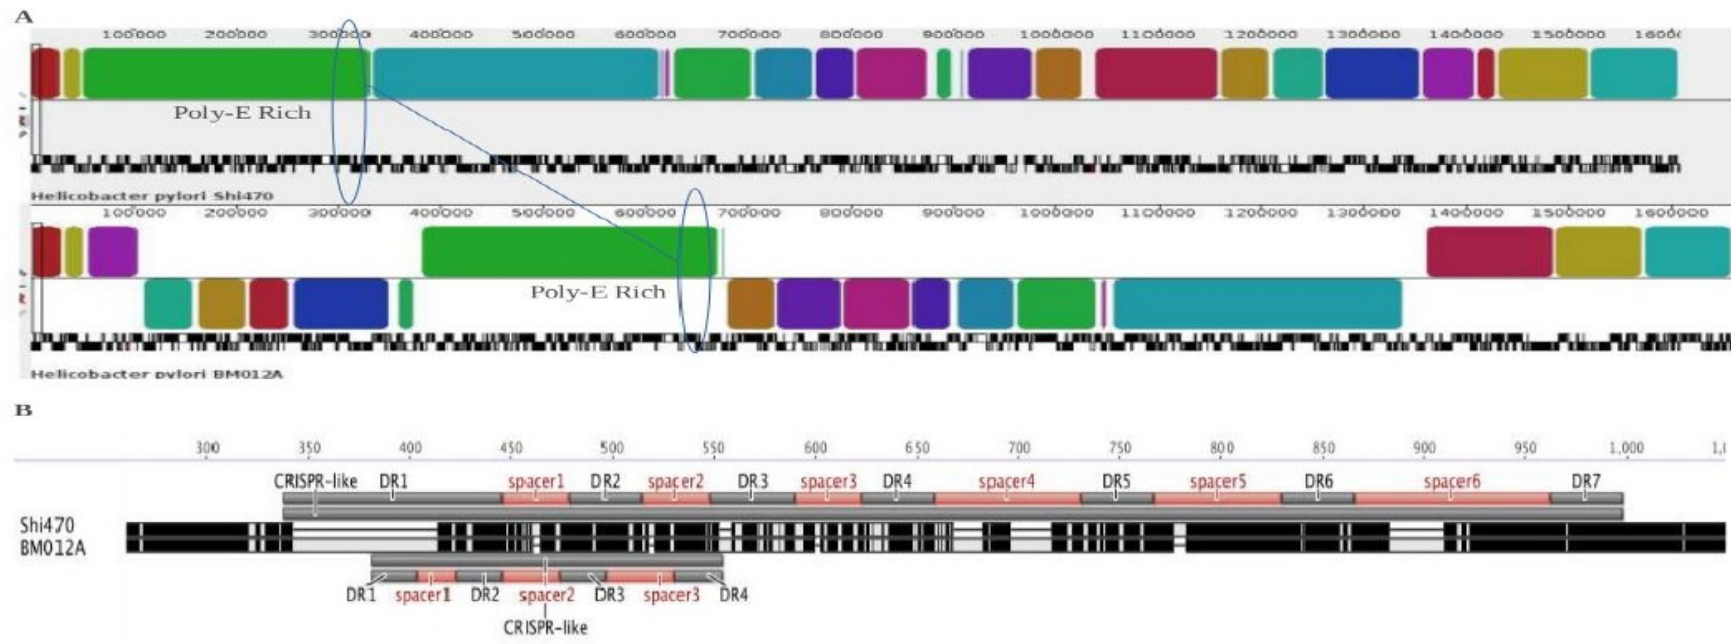 A
100000 200000 300000 400000 500000 600000 700000 800000 900000 1000000 1100000 1200000 1300000 1400000 1500000
Poly-E Rich
Helicobacter pylori Shi470
100000 200000 300000 400000 500000 600000 700000 800000 900000 1000000 1100000 1200000 1300000 1400000 1500000 1600000
Poly-E Rich
Helicobacter pylori BM012A
B
300 350 400 450 500 550 600 650 700 750 800 850 900 950 1,000
CRISPR-like DR1 spacer1 DR2 spacer2 DR3 spacer3 DR4 spacer4 DR5 spacer5 DR6 spacer6 DR7
Shi470
BM012A
DR1 spacer1 DR2 spacer2 DR3 spacer3 DR4
CRISPR-like